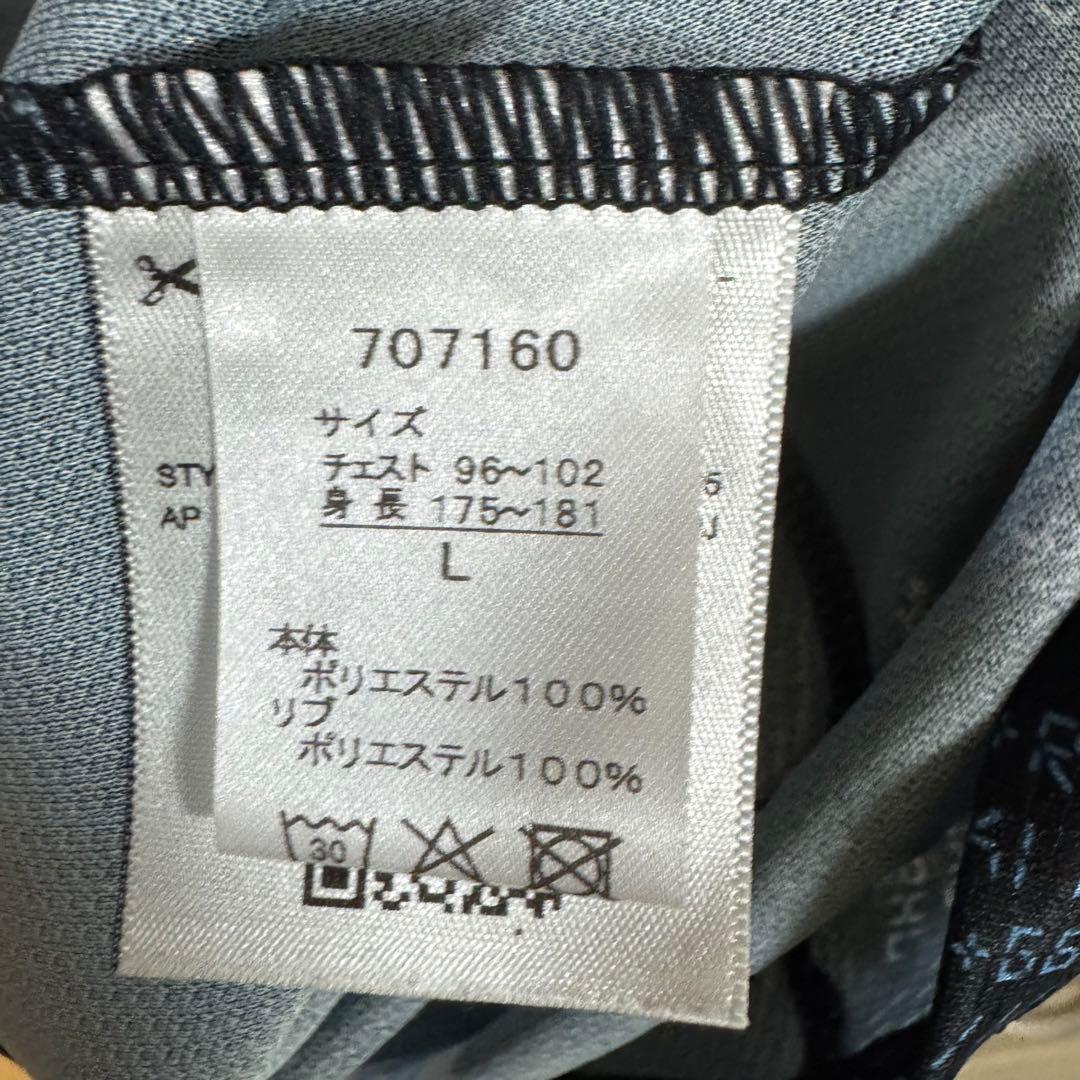 707160
サイズ
チェスト 96～102
身長 175～181
L
本体
ポリエステル100%
リブ
ポリエステル100%
30
STY
AP
5
J